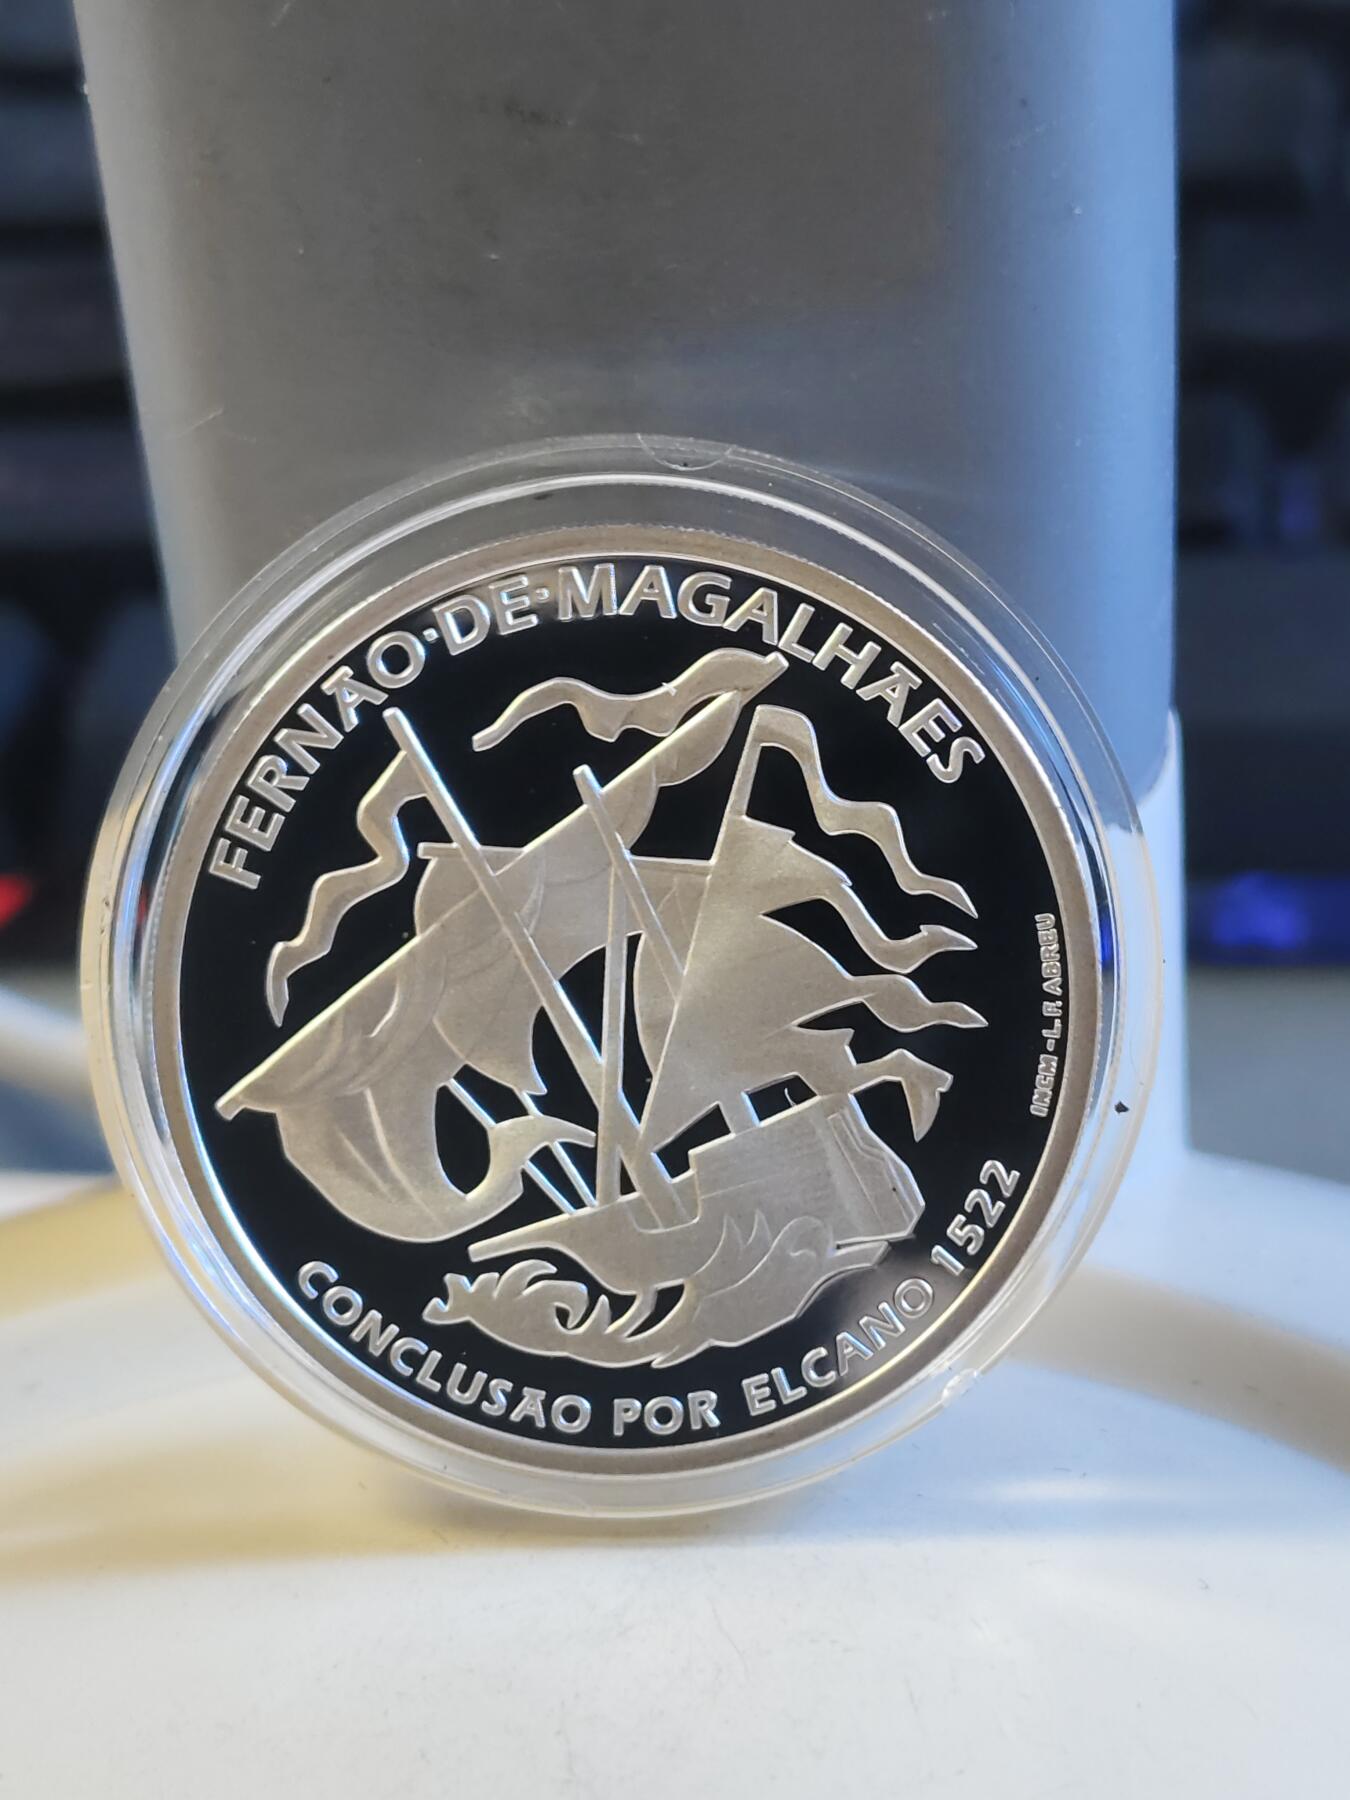 FERNÃO·DE·MAGALHÃES
INCM - L. F. ABREU
CONCLUSÃO POR ELCANO 1522